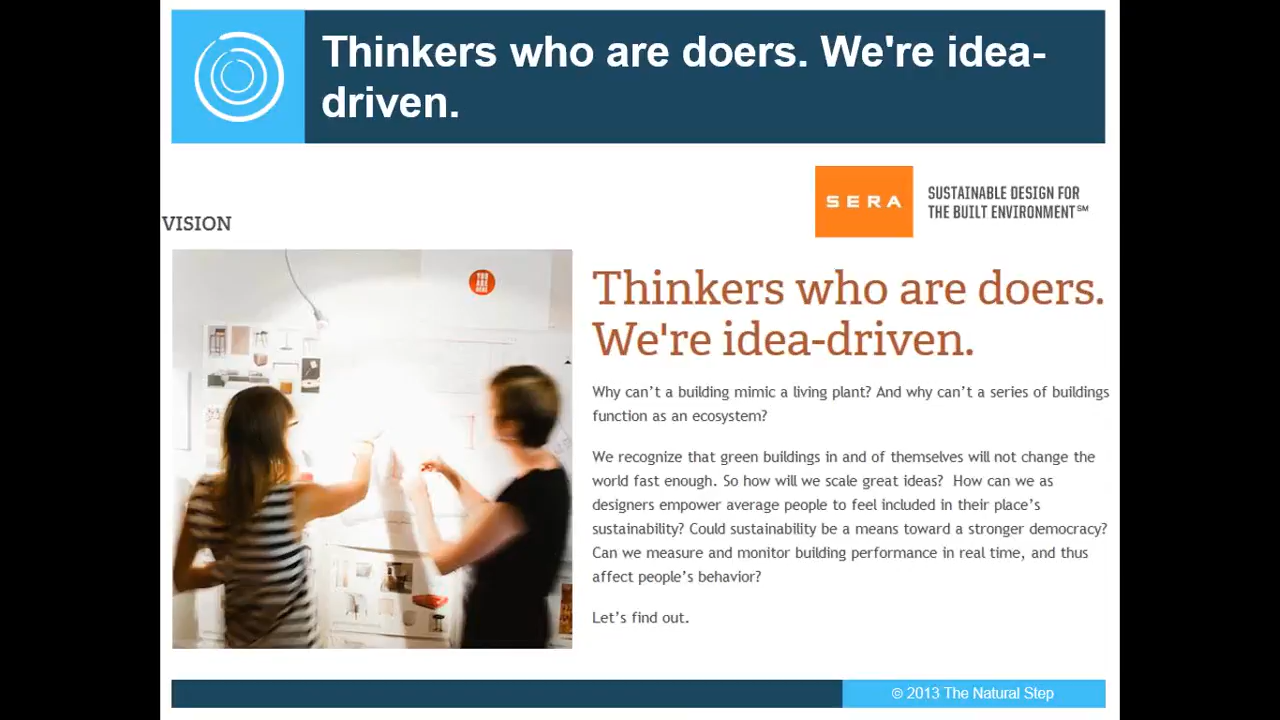 Thinkers who are doers. We're idea-
driven.
SERA
SUSTAINABLE DESIGN FOR
THE BUILT ENVIRONMENT℠
VISION
YOU
ARE
HERE
Thinkers who are doers.
We're idea-driven.
Why can’t a building mimic a living plant? And why can’t a series of buildings
function as an ecosystem?
We recognize that green buildings in and of themselves will not change the
world fast enough. So how will we scale great ideas?  How can we as
designers empower average people to feel included in their place’s
sustainability? Could sustainability be a means toward a stronger democracy?
Can we measure and monitor building performance in real time, and thus
affect people’s behavior?
Let’s find out.
© 2013 The Natural Step